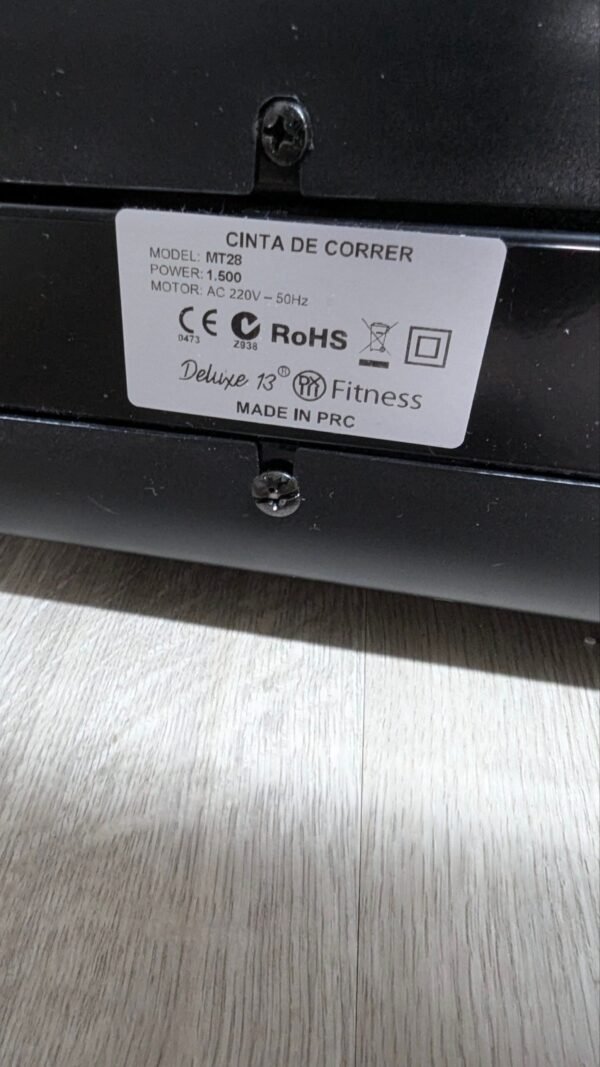 CINTA DE CORRER
MODEL: MT28
POWER: 1.500
MOTOR: AC 220V – 50Hz
CE 0473 Z938 RoHS
Deluxe 13® DX13 Fitness
MADE IN PRC